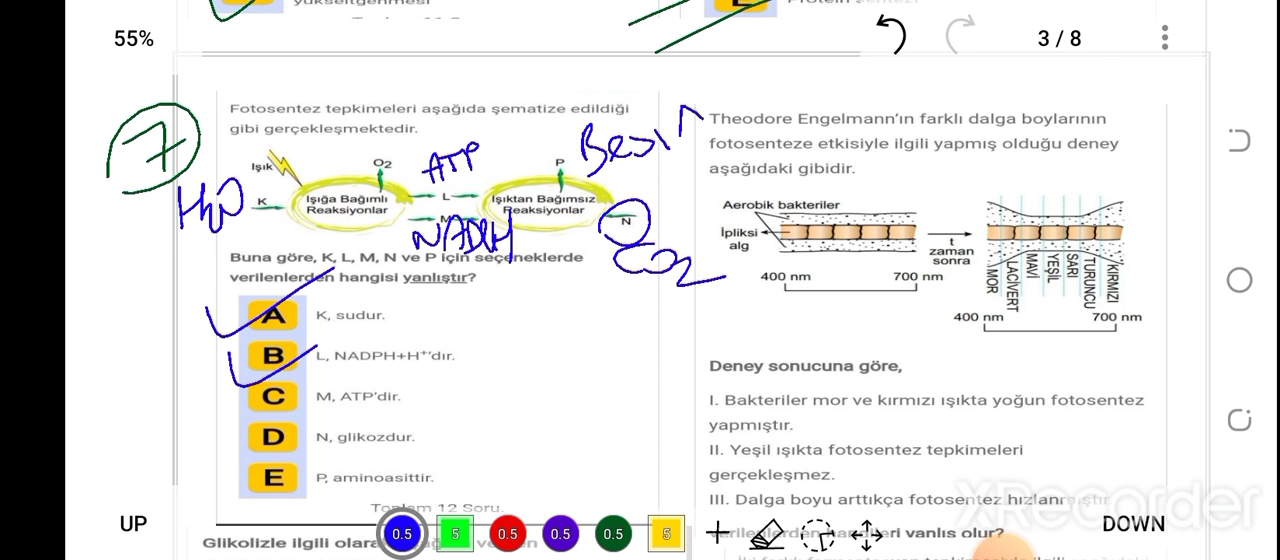 yükseltgenmesi
55%
3 / 8
7
Fotosentez tepkimeleri aşağıda şematize edildiği
gibi gerçekleşmektedir.
Işık
O2
ATP
P
Besin
H2O
K
Işığa Bağımlı
Reaksiyonlar
L
M
NADPH
Işıktan Bağımsız
Reaksiyonlar
N
CO2
Buna göre, K, L, M, N ve P için seçeneklerde
verilenlerden hangisi yanlıştır?
A K, sudur.
B L, NADPH+H+'dır.
C M, ATP'dir.
D N, glikozdur.
E P, aminoasittir.
Toplam 12 Soru.
Glikolizle ilgili olarak
Theodore Engelmann'ın farklı dalga boylarının
fotosenteze etkisiyle ilgili yapmış olduğu deney
aşağıdaki gibidir.
Aerobik bakteriler
İpliksi
alg
400 nm
700 nm
t
zaman
sonra
MOR
LACİVERT
MAVİ
YEŞİL
SARI
TURUNCU
KIRMIZI
400 nm
700 nm
Deney sonucuna göre,
I. Bakteriler mor ve kırmızı ışıkta yoğun fotosentez
yapmıştır.
II. Yeşil ışıkta fotosentez tepkimeleri
gerçekleşmez.
III. Dalga boyu arttıkça fotosentez hızlanmıştır.
yanlış olur?
UP
0.5
5
0.5
0.5
0.5
5
DOWN
XRecorder